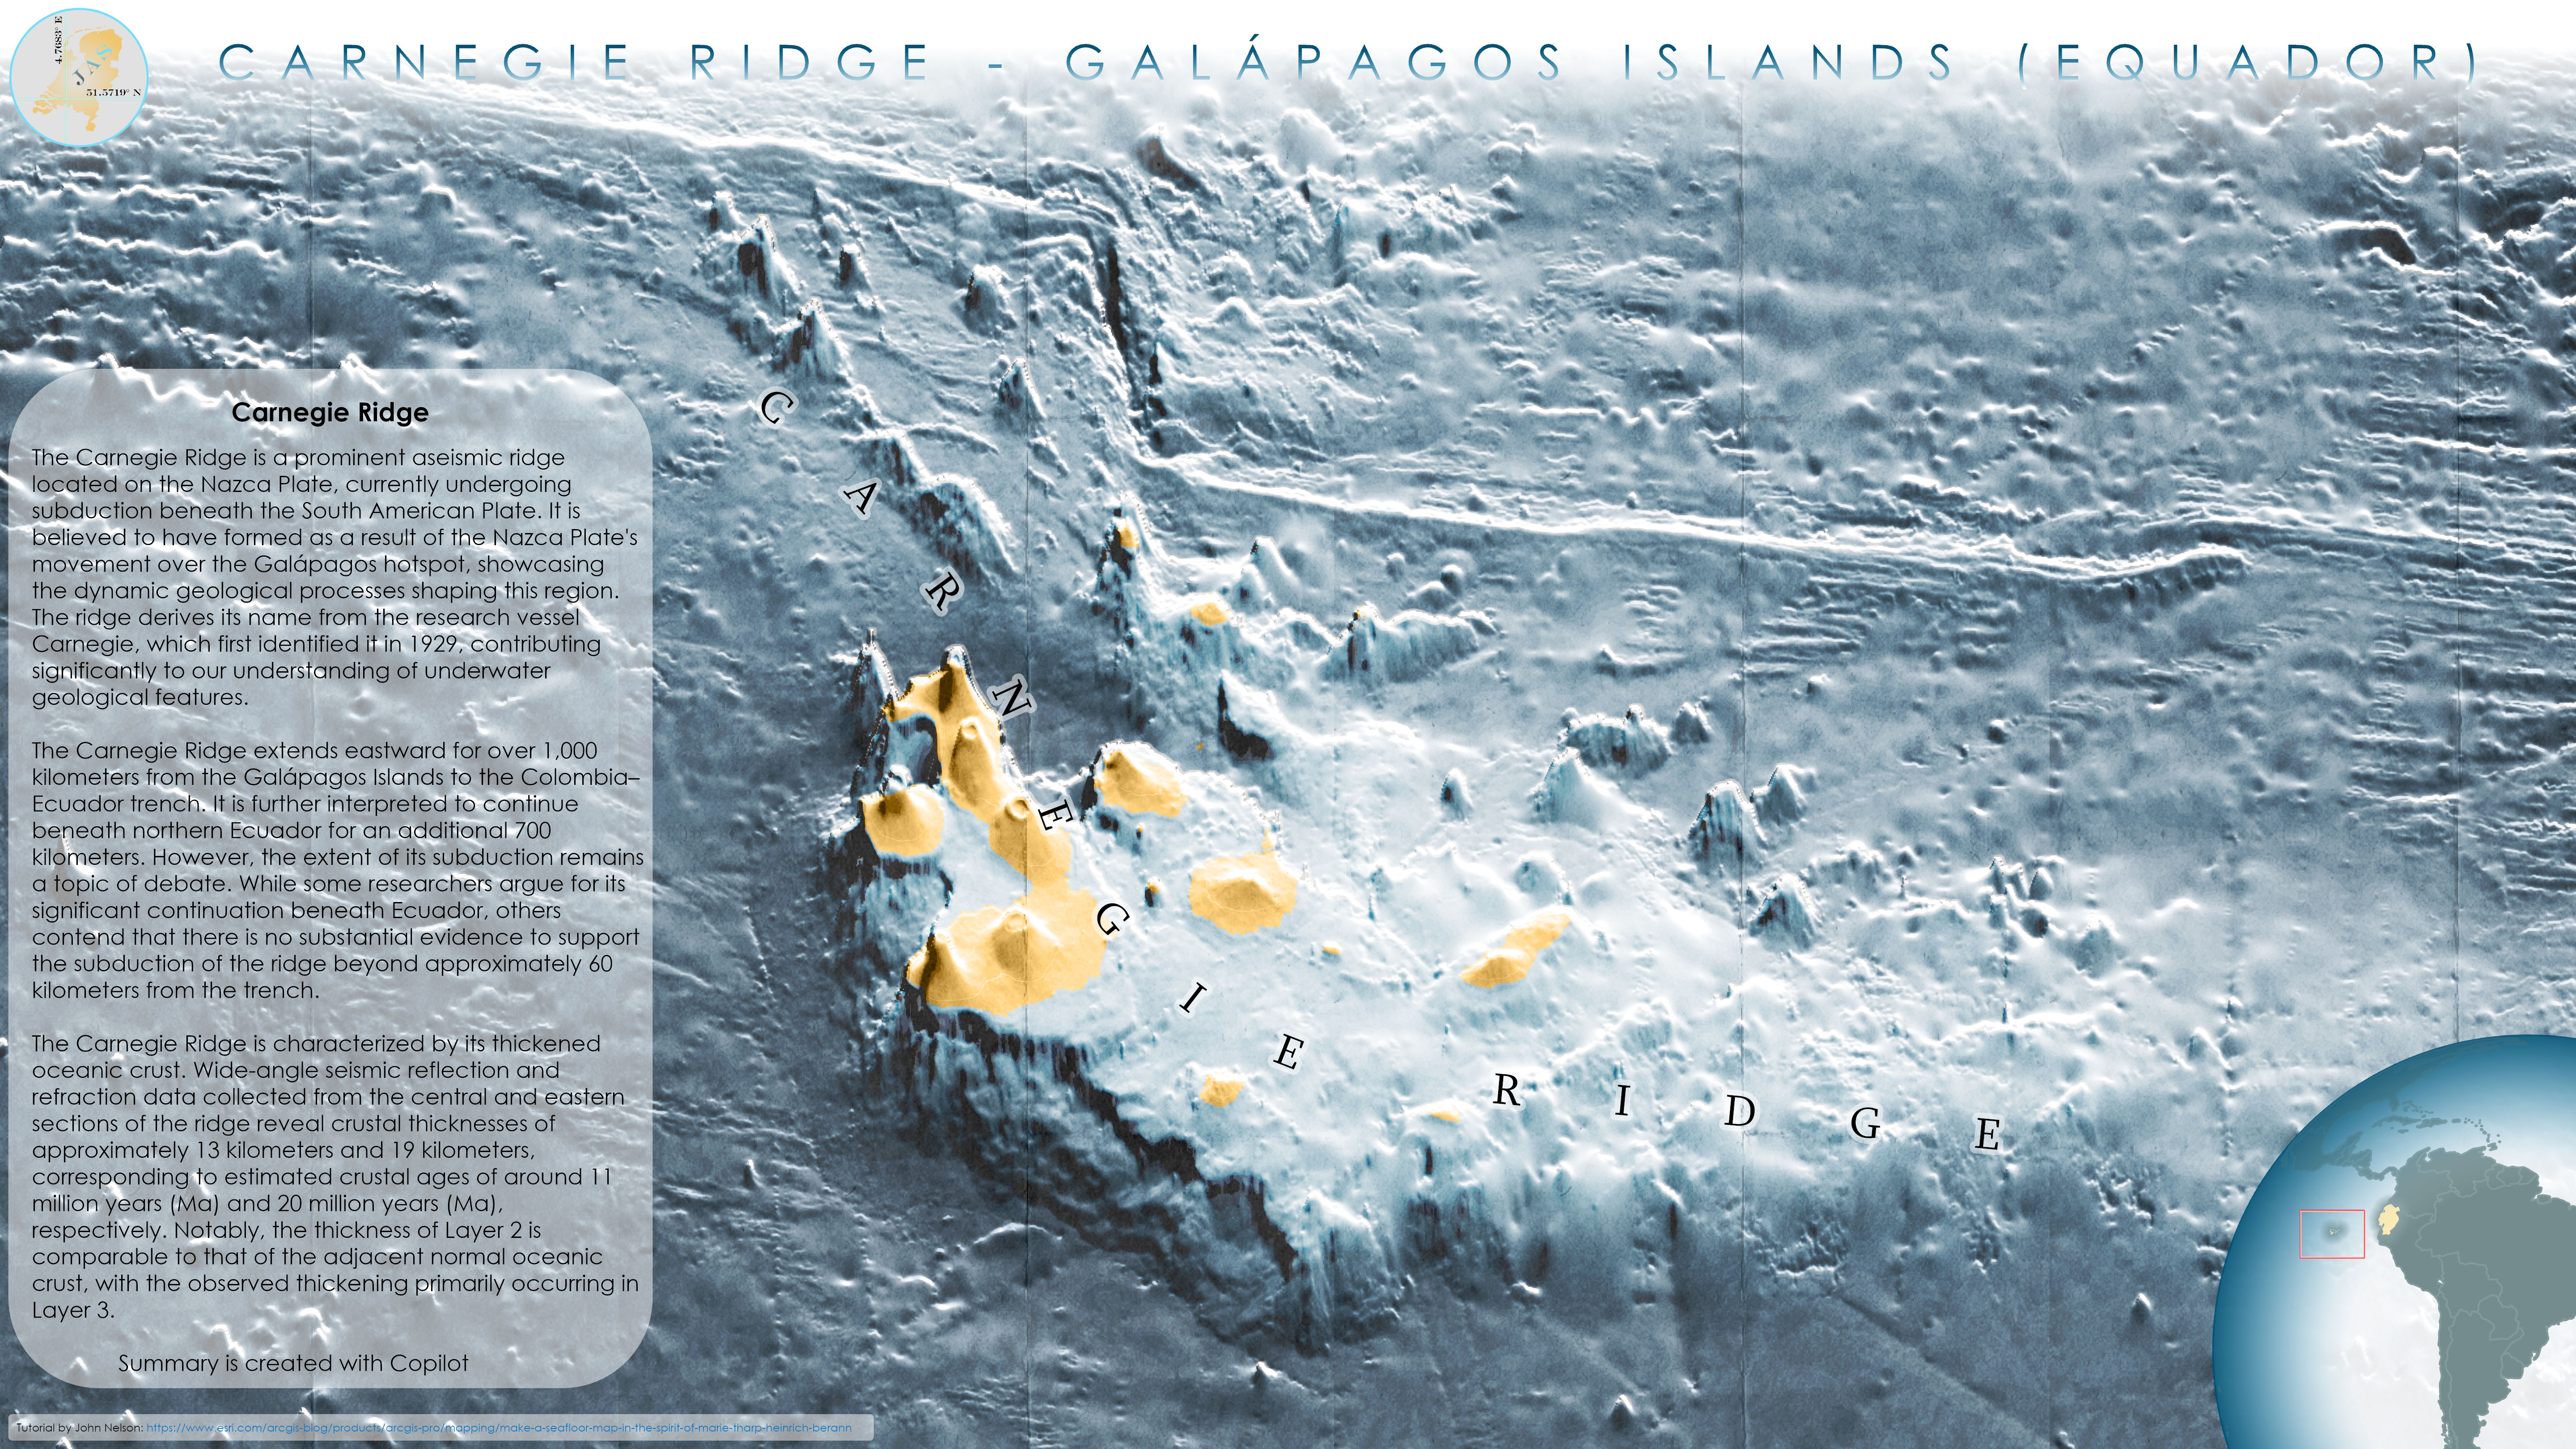 4.7683° E
JAS
51.5719° N
CARNEGIE RIDGE - GALÁPAGOS ISLANDS (EQUADOR)
Carnegie Ridge
The Carnegie Ridge is a prominent aseismic ridge
located on the Nazca Plate, currently undergoing
subduction beneath the South American Plate. It is
believed to have formed as a result of the Nazca Plate's
movement over the Galápagos hotspot, showcasing
the dynamic geological processes shaping this region.
The ridge derives its name from the research vessel
Carnegie, which first identified it in 1929, contributing
significantly to our understanding of underwater
geological features.
The Carnegie Ridge extends eastward for over 1,000
kilometers from the Galápagos Islands to the Colombia–
Ecuador trench. It is further interpreted to continue
beneath northern Ecuador for an additional 700
kilometers. However, the extent of its subduction remains
a topic of debate. While some researchers argue for its
significant continuation beneath Ecuador, others
contend that there is no substantial evidence to support
the subduction of the ridge beyond approximately 60
kilometers from the trench.
The Carnegie Ridge is characterized by its thickened
oceanic crust. Wide-angle seismic reflection and
refraction data collected from the central and eastern
sections of the ridge reveal crustal thicknesses of
approximately 13 kilometers and 19 kilometers,
corresponding to estimated crustal ages of around 11
million years (Ma) and 20 million years (Ma),
respectively. Notably, the thickness of Layer 2 is
comparable to that of the adjacent normal oceanic
crust, with the observed thickening primarily occurring in
Layer 3.
Summary is created with Copilot
CARNEGIE RIDGE
Tutorial by John Nelson: https://www.esri.com/arcgis-blog/products/arcgis-pro/mapping/make-a-seafloor-map-in-the-spirit-of-marie-tharp-heinrich-berann